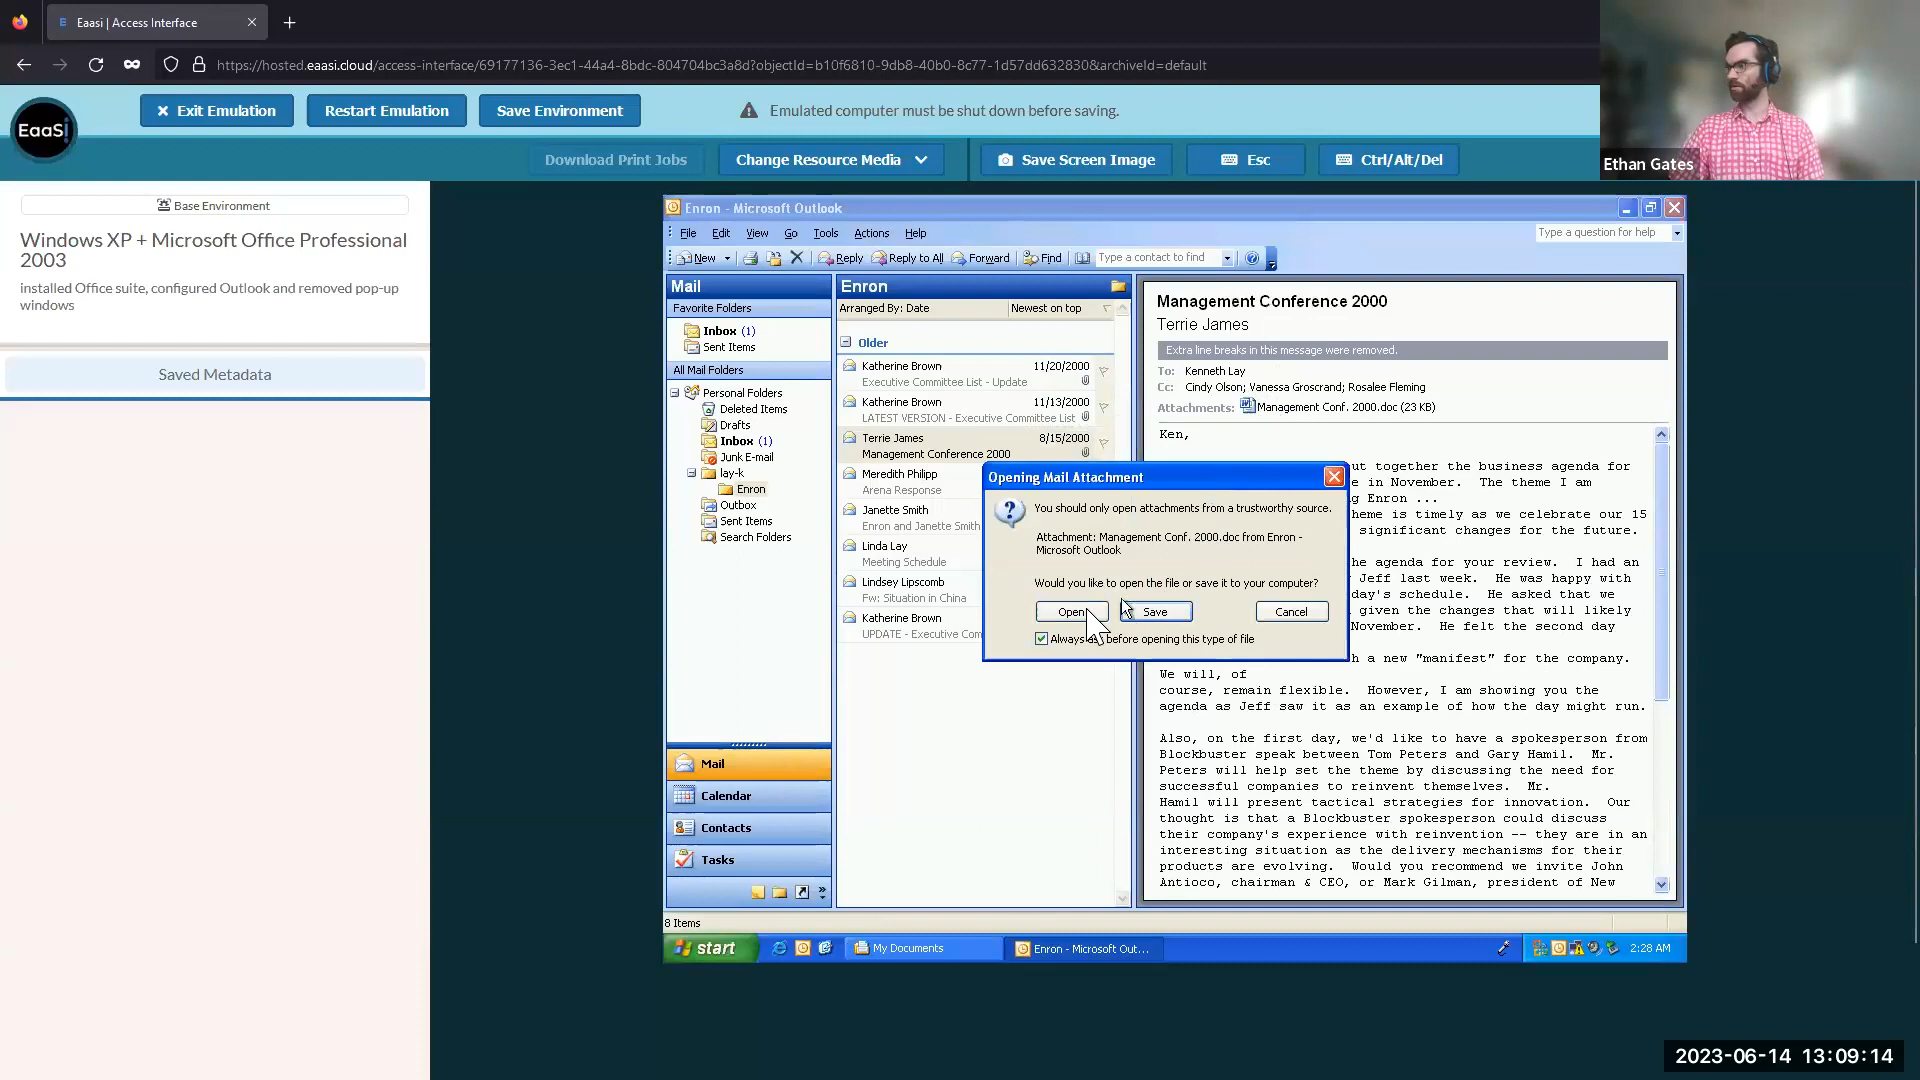 Eaasi | Access Interface
https://hosted.eaasi.cloud/access-interface/69177136-3ec1-44a4-8bdc-804704bc3a8d?objectId=b10f6810-9db8-40b0-8c77-1d57dd632830&archiveId=default
EaaSi
Exit Emulation
Restart Emulation
Save Environment
Emulated computer must be shut down before saving.
Download Print Jobs
Change Resource Media
Save Screen Image
Esc
Ctrl/Alt/Del
Ethan Gates
Base Environment
Windows XP + Microsoft Office Professional
2003
installed Office suite, configured Outlook and removed pop-up
windows
Saved Metadata
Enron - Microsoft Outlook
File Edit View Go Tools Actions Help
Type a question for help
New Reply Reply to All Forward Find Type a contact to find
Mail
Favorite Folders
Inbox (1)
Sent Items
All Mail Folders
Personal Folders
Deleted Items
Drafts
Inbox (1)
Junk E-mail
lay-k
Enron
Outbox
Sent Items
Search Folders
Mail
Calendar
Contacts
Tasks
Enron
Arranged By: Date Newest on top
Older
Katherine Brown 11/20/2000
Executive Committee List - Update
Katherine Brown 11/13/2000
LATEST VERSION - Executive Committee List
Terrie James 8/15/2000
Management Conference 2000
Meredith Philipp
Arena Response
Janette Smith
Enron and Janette Smith
Linda Lay
Meeting Schedule
Lindsey Lipscomb
Fw: Situation in China
Katherine Brown
UPDATE - Executive Com
Management Conference 2000
Terrie James
Extra line breaks in this message were removed.
To: Kenneth Lay
Cc: Cindy Olson; Vanessa Groscrand; Rosalee Fleming
Attachments: Management Conf. 2000.doc (23 KB)
Ken,
ut together the business agenda for
e in November. The theme I am
g Enron ...
heme is timely as we celebrate our 15
significant changes for the future.
he agenda for your review. I had an
Jeff last week. He was happy with
day's schedule. He asked that we
given the changes that will likely
November. He felt the second day
h a new "manifest" for the company.
We will, of
course, remain flexible. However, I am showing you the
agenda as Jeff saw it as an example of how the day might run.
Also, on the first day, we'd like to have a spokesperson from
Blockbuster speak between Tom Peters and Gary Hamil. Mr.
Peters will help set the theme by discussing the need for
successful companies to reinvent themselves. Mr.
Hamil will present tactical strategies for innovation. Our
thought is that a Blockbuster spokesperson could discuss
their company's experience with reinvention -- they are in an
interesting situation as the delivery mechanisms for their
products are evolving. Would you recommend we invite John
Antioco, chairman & CEO, or Mark Gilman, president of New
Opening Mail Attachment
You should only open attachments from a trustworthy source.
Attachment: Management Conf. 2000.doc from Enron -
Microsoft Outlook
Would you like to open the file or save it to your computer?
Open Save Cancel
Always before opening this type of file
8 Items
start
My Documents
Enron - Microsoft Out...
2:28 AM
2023-06-14 13:09:14